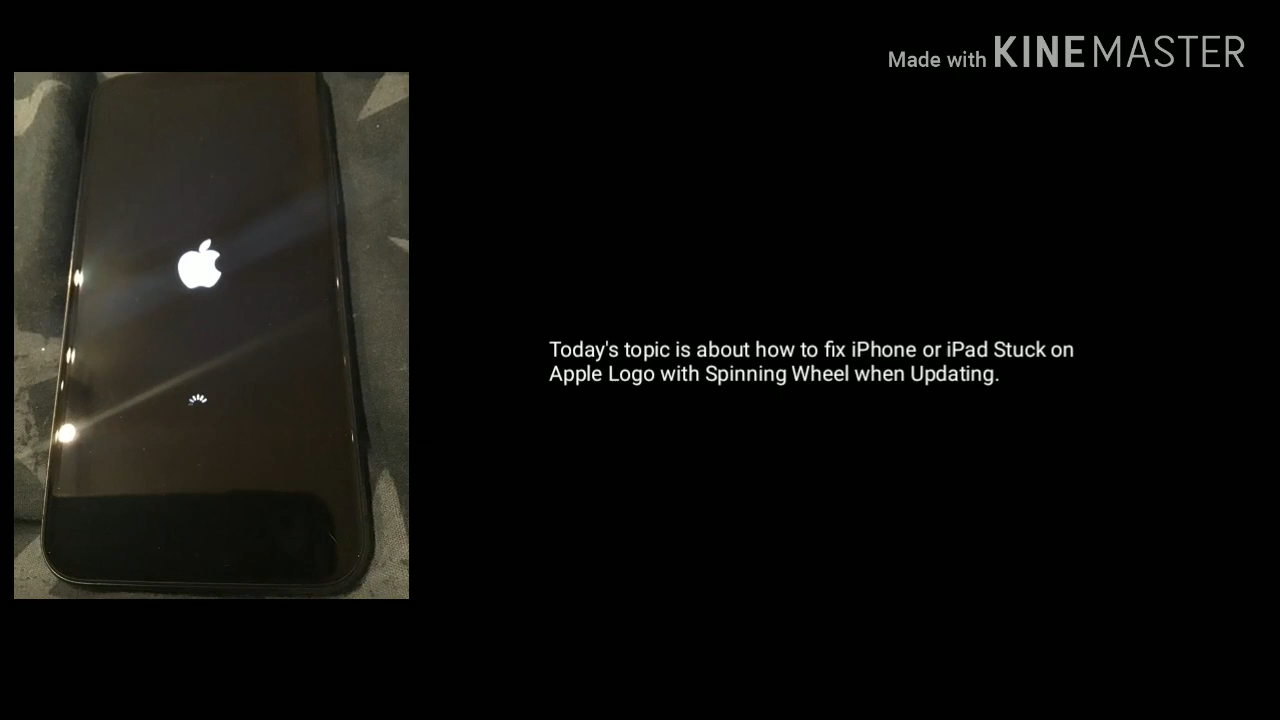 Made with KINEMASTER
Today's topic is about how to fix iPhone or iPad Stuck on
Apple Logo with Spinning Wheel when Updating.